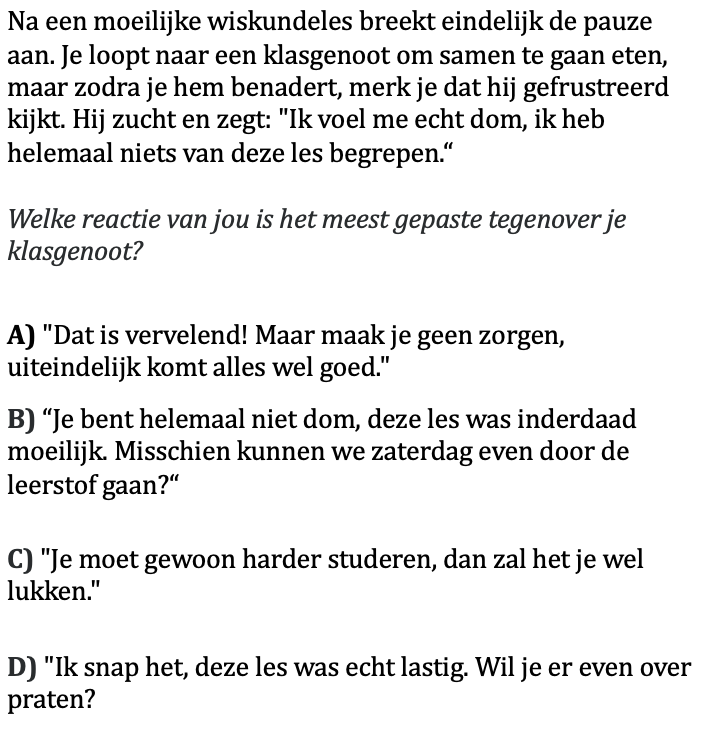 Na een moeilijke wiskundeles breekt eindelijk de pauze
aan. Je loopt naar een klasgenoot om samen te gaan eten,
maar zodra je hem benadert, merk je dat hij gefrustreerd
kijkt. Hij zucht en zegt: "Ik voel me echt dom, ik heb
helemaal niets van deze les begrepen.“
Welke reactie van jou is het meest gepaste tegenover je
klasgenoot?
A) "Dat is vervelend! Maar maak je geen zorgen,
uiteindelijk komt alles wel goed."
B) “Je bent helemaal niet dom, deze les was inderdaad
moeilijk. Misschien kunnen we zaterdag even door de
leerstof gaan?“
C) "Je moet gewoon harder studeren, dan zal het je wel
lukken."
D) "Ik snap het, deze les was echt lastig. Wil je er even over
praten?